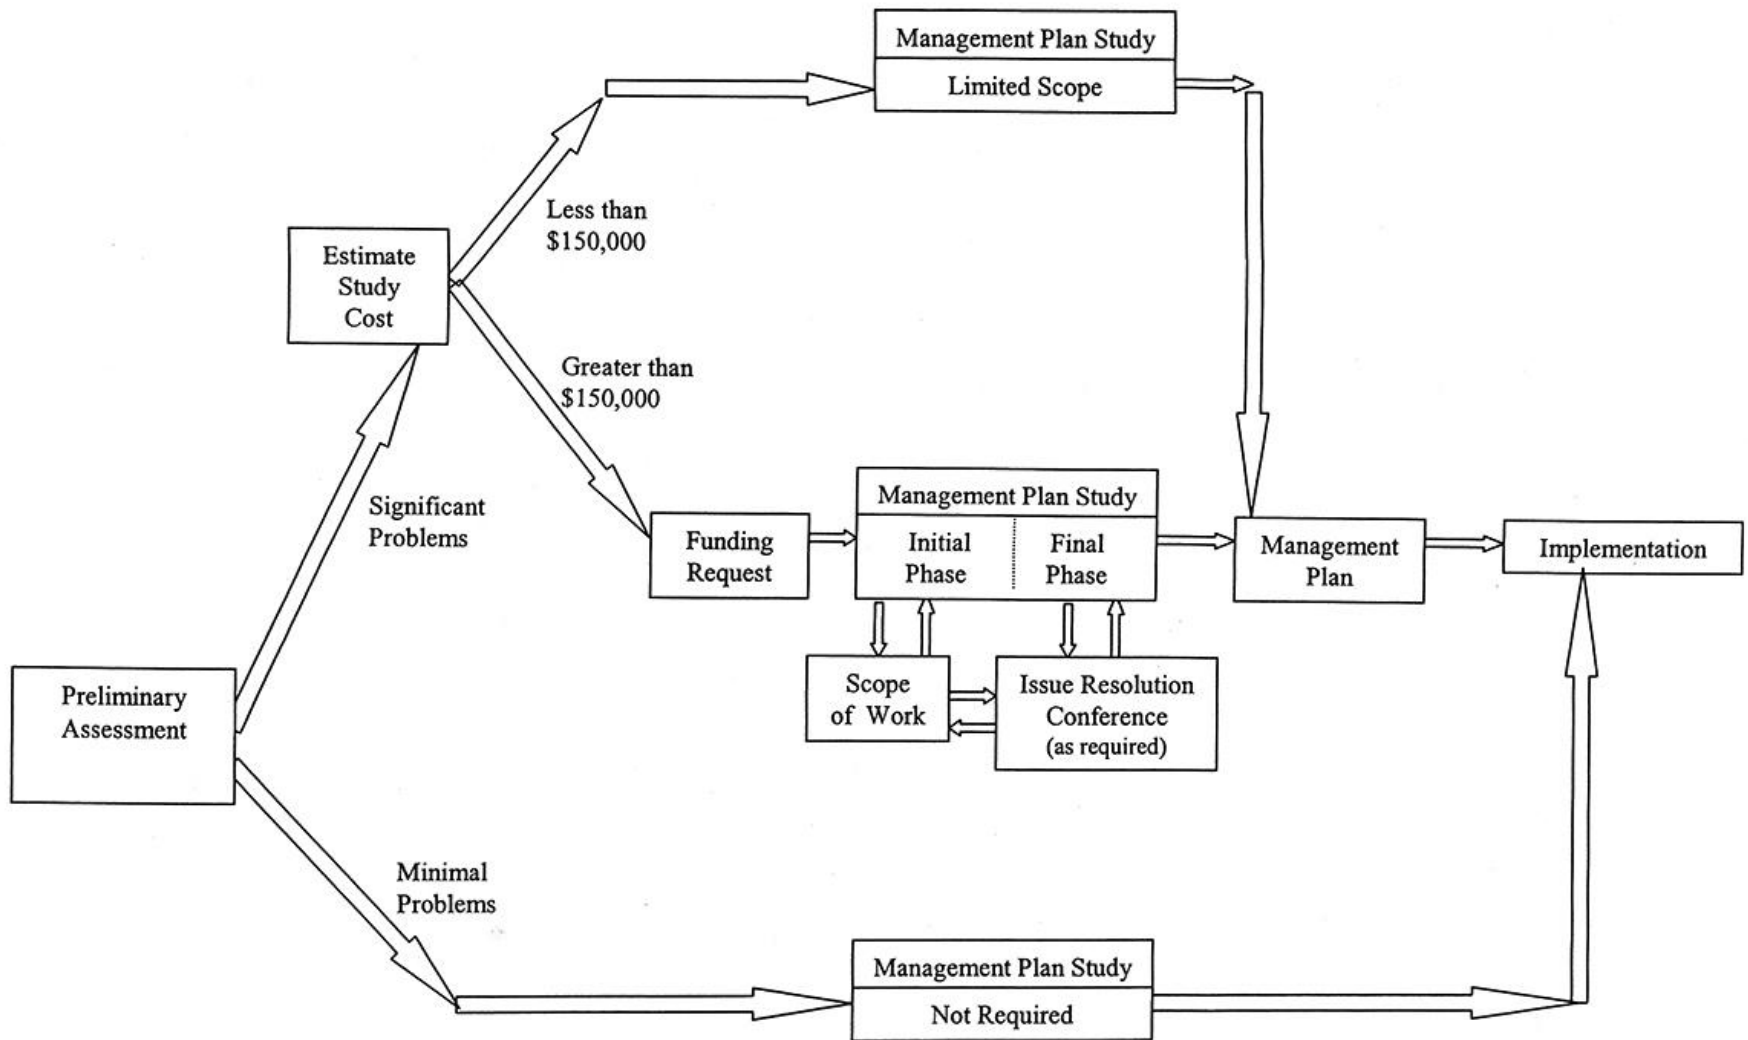 Management Plan Study
Limited Scope
Less than
$150,000
Estimate
Study
Cost
Greater than
$150,000
Significant
Problems
Management Plan Study
Initial
Phase
Final
Phase
Funding
Request
Management
Plan
Implementation
Scope
of Work
Issue Resolution
Conference
(as required)
Preliminary
Assessment
Minimal
Problems
Management Plan Study
Not Required